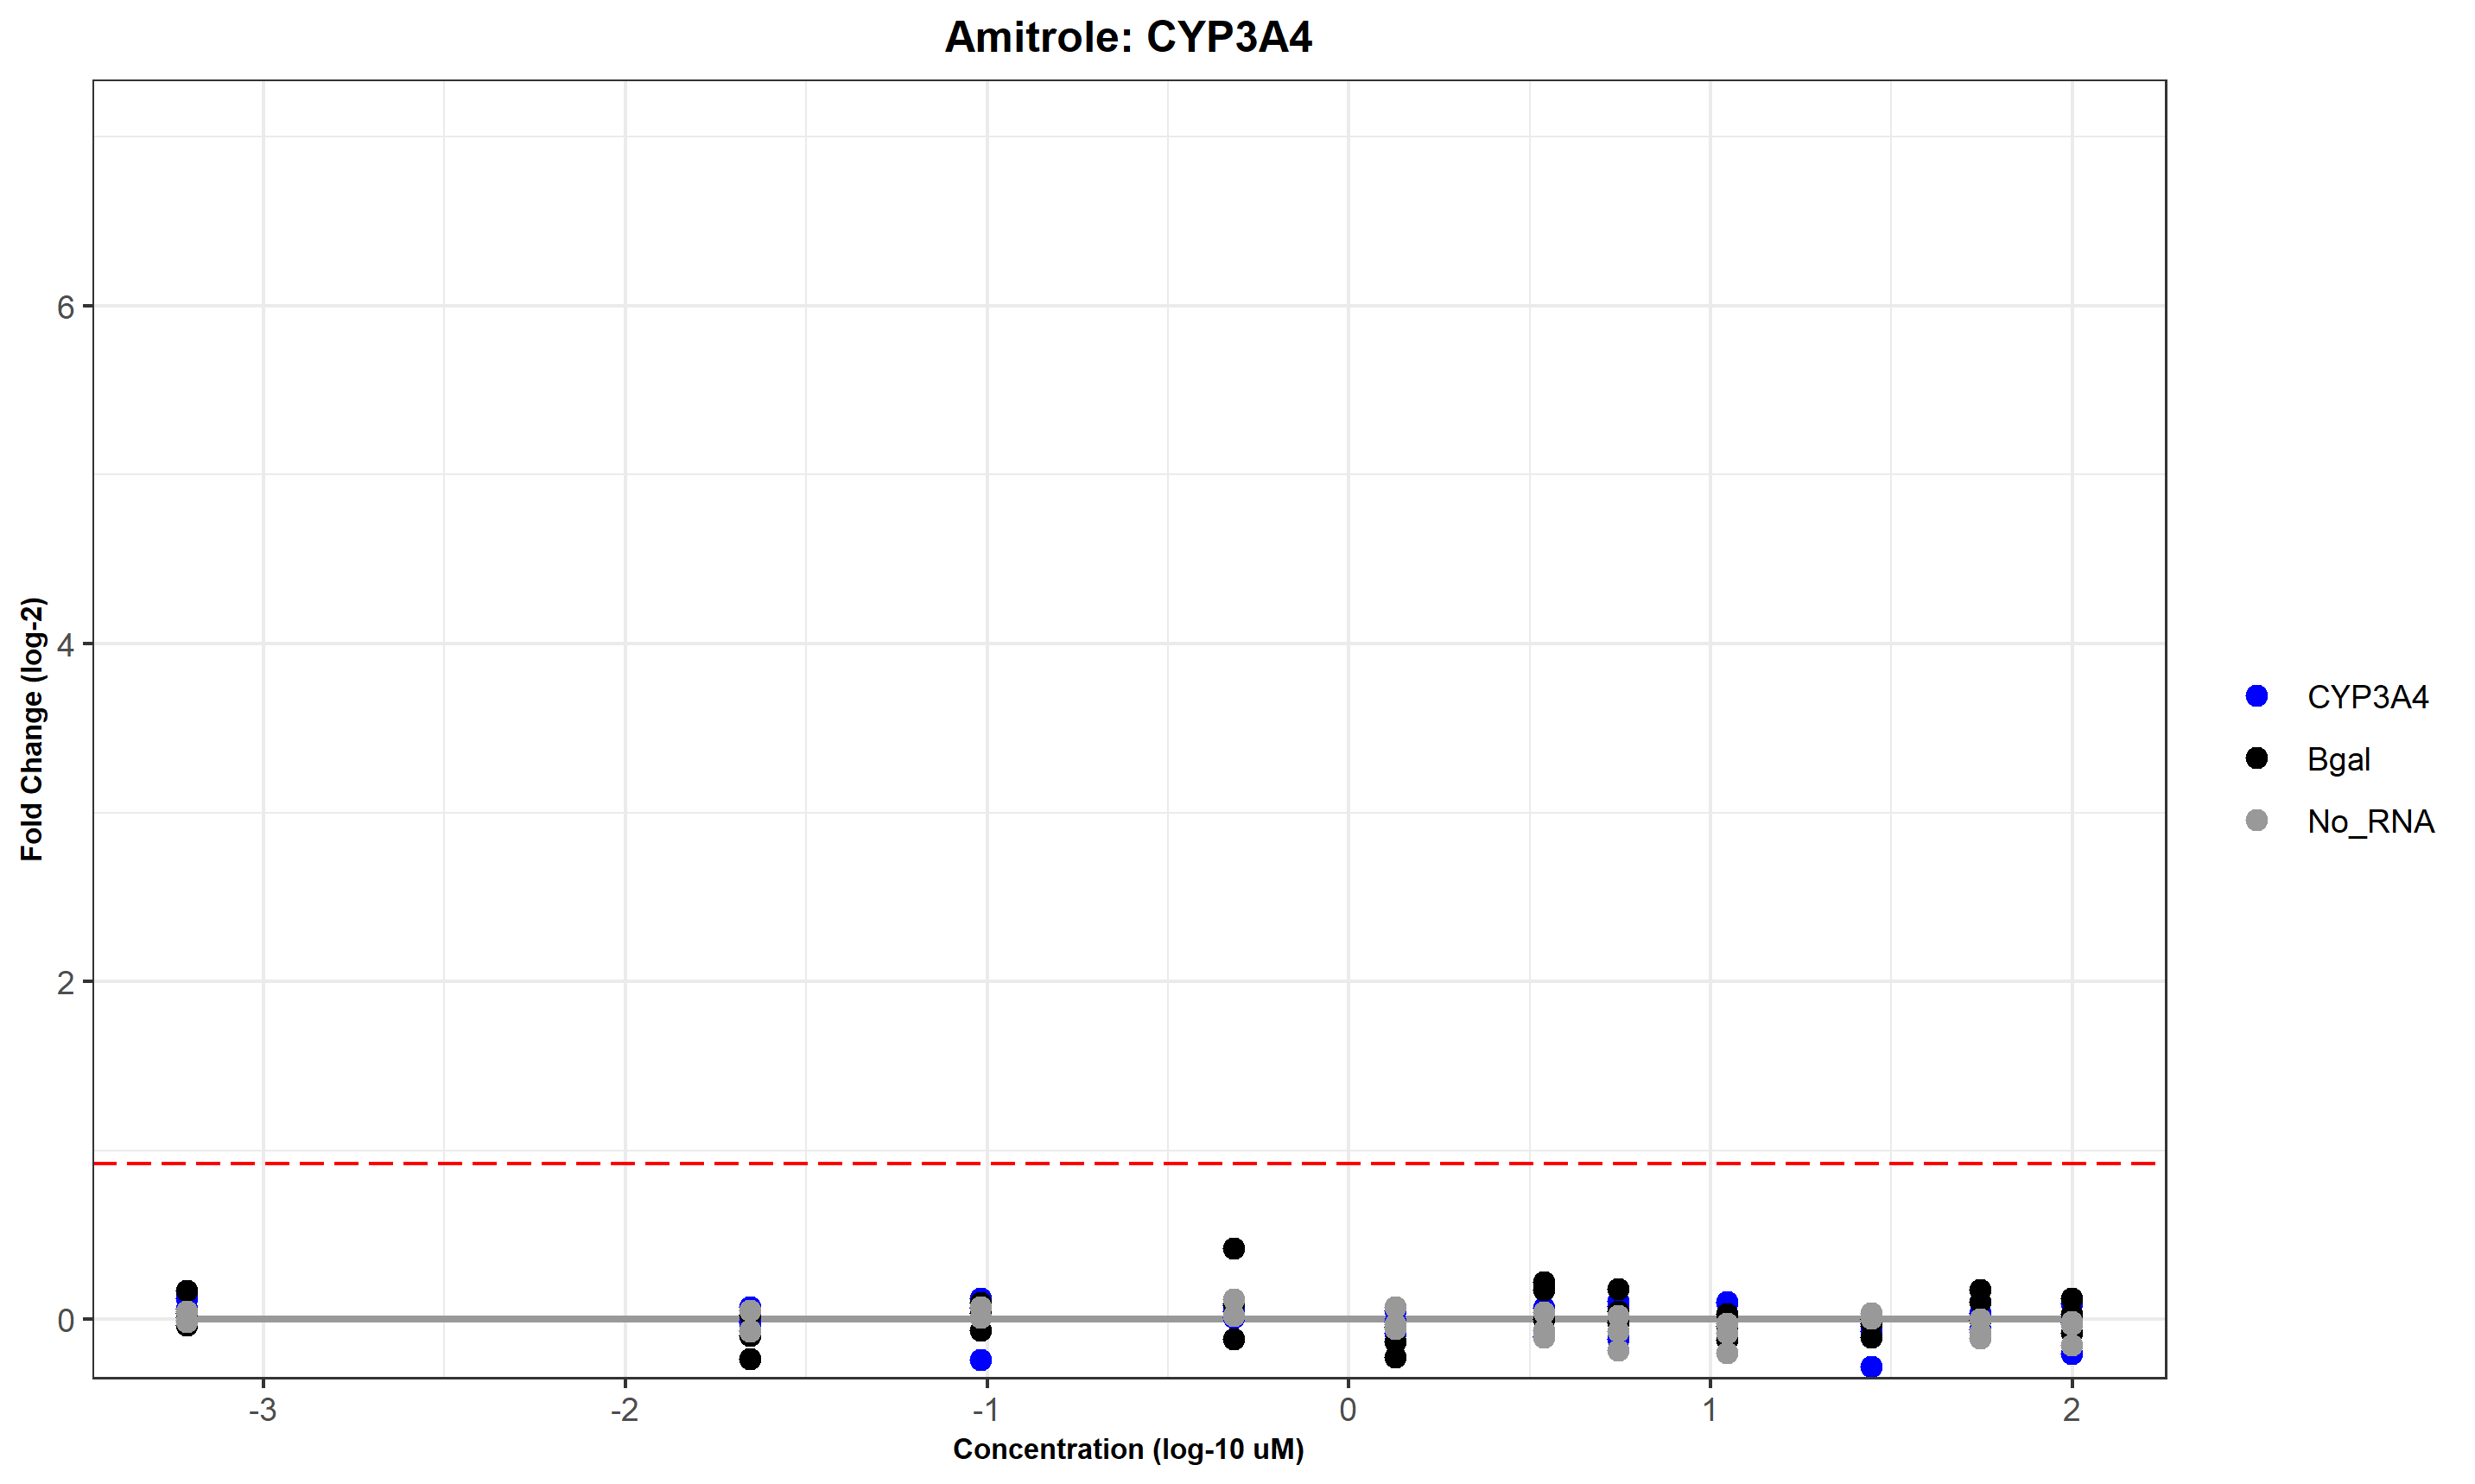 Amitrole: CYP3A4
Fold Change (log-2)
6
4
2
0
-3 -2 -1 0 1 2
Concentration (log-10 uM)
CYP3A4
Bgal
No_RNA